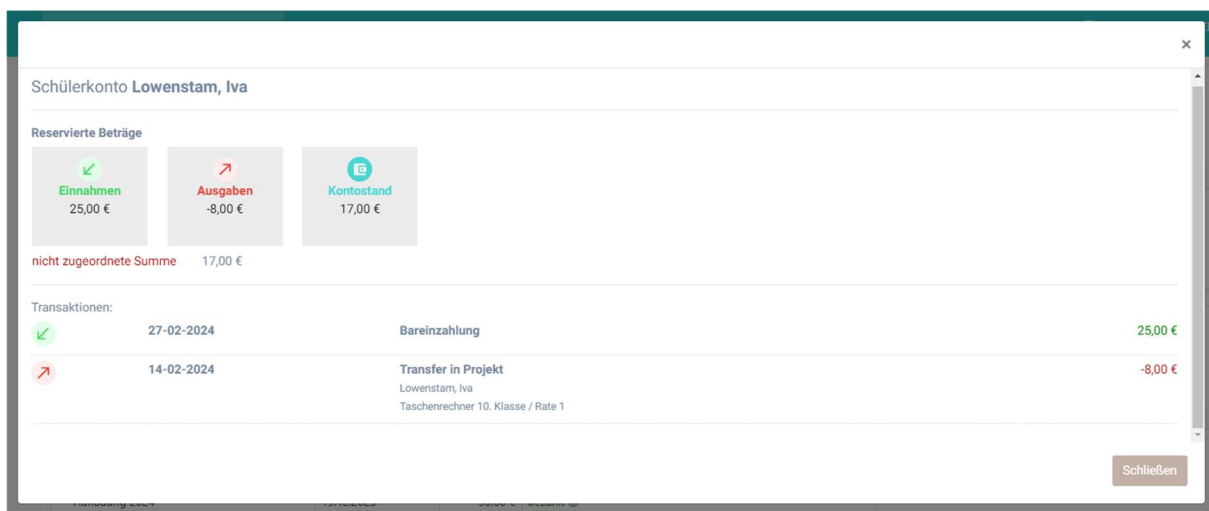 ×
Schülerkonto Lowenstam, Iva
Reservierte Beträge
Einnahmen
25,00 €
Ausgaben
-8,00 €
Kontostand
17,00 €
nicht zugeordnete Summe 17,00 €
Transaktionen:
27-02-2024 Bareinzahlung 25,00 €
14-02-2024 Transfer in Projekt -8,00 €
Lowenstam, Iva
Taschenrechner 10. Klasse / Rate 1
Schließen